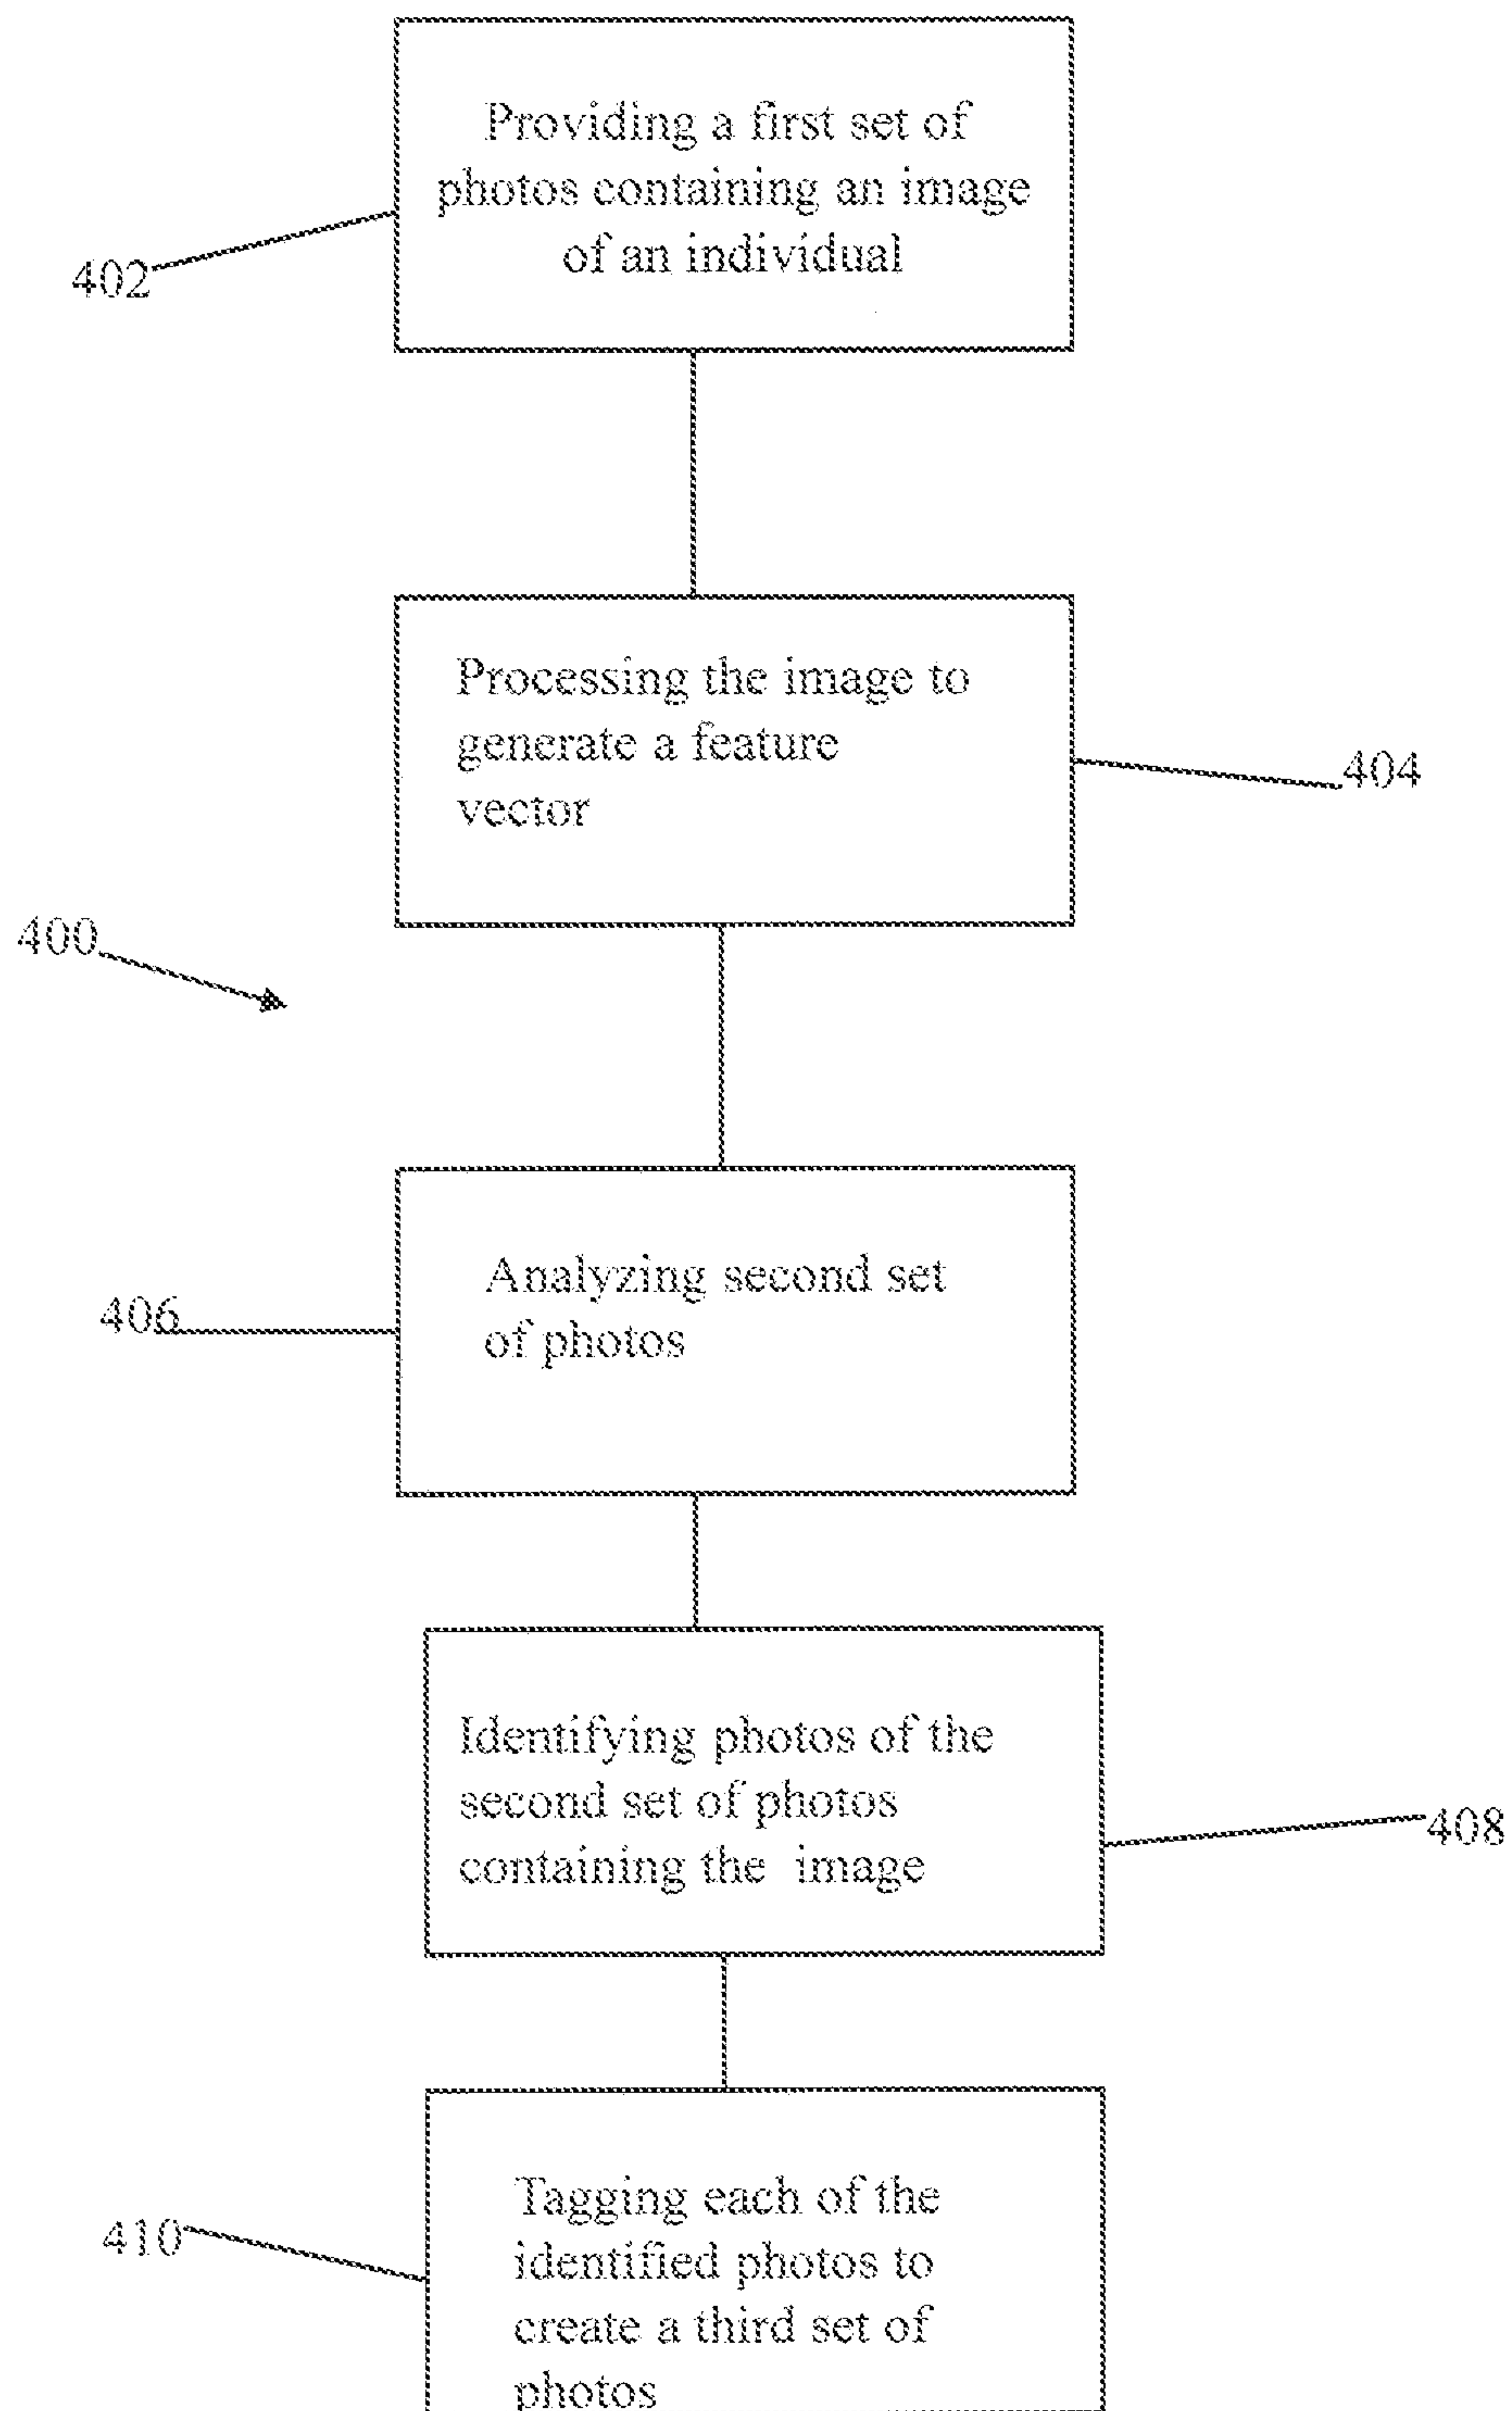 Providing a first set of
photos containing an image
of an individual
402
Processing the image to
generate a feature
vector
404
400
Analyzing second set
of photos
406
Identifying photos of the
second set of photos
containing the image
408
Tagging each of the
identified photos to
create a third set of
photos
410